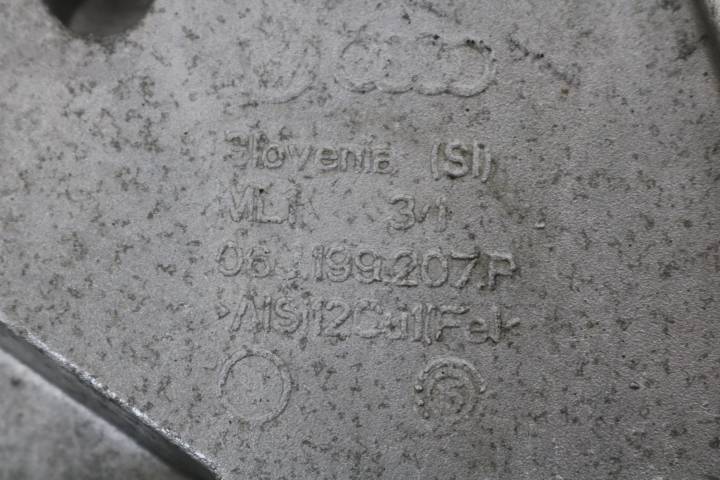 Slovenia (SI)
MLI 3/1
06J.199.207.P
>AlSi12Cu1(Fe)<